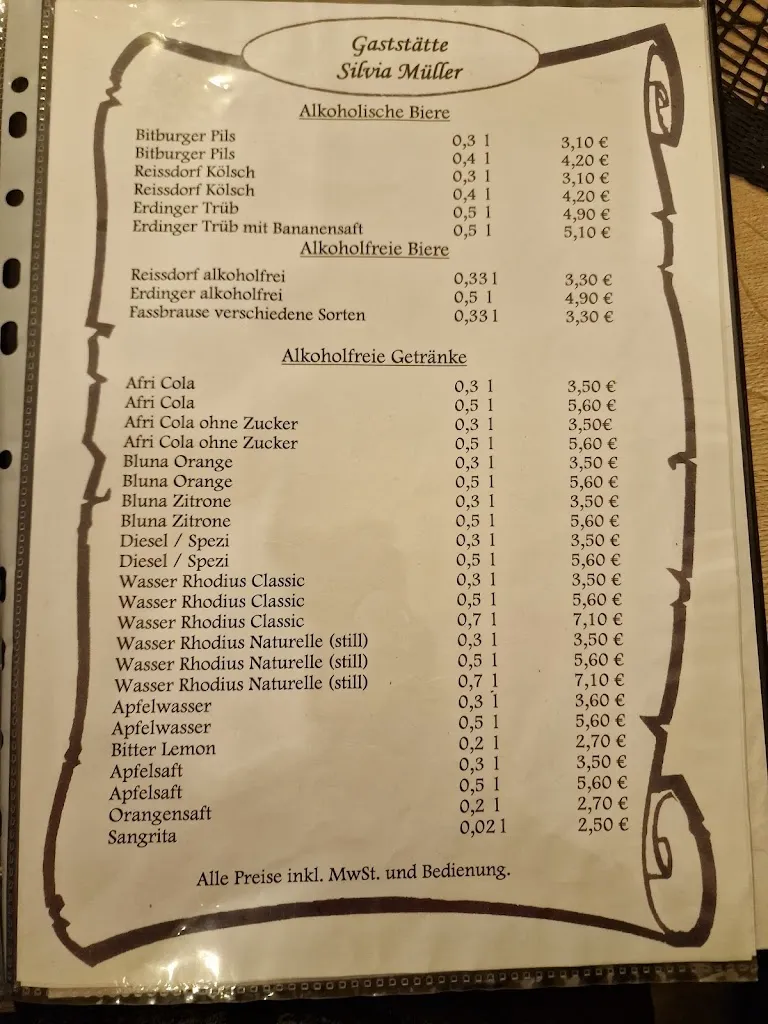 Gaststätte
Silvia Müller
Alkoholische Biere
Bitburger Pils 0,3 l 3,10 €
Bitburger Pils 0,4 l 4,20 €
Reissdorf Kölsch 0,3 l 3,10 €
Reissdorf Kölsch 0,4 l 4,20 €
Erdinger Trüb 0,5 l 4,90 €
Erdinger Trüb mit Bananensaft 0,5 l 5,10 €
Alkoholfreie Biere
Reissdorf alkoholfrei 0,33 l 3,30 €
Erdinger alkoholfrei 0,5 l 4,90 €
Fassbrause verschiedene Sorten 0,33 l 3,30 €
Alkoholfreie Getränke
Afri Cola 0,3 l 3,50 €
Afri Cola 0,5 l 5,60 €
Afri Cola ohne Zucker 0,3 l 3,50€
Afri Cola ohne Zucker 0,5 l 5,60 €
Bluna Orange 0,3 l 3,50 €
Bluna Orange 0,5 l 5,60 €
Bluna Zitrone 0,3 l 3,50 €
Bluna Zitrone 0,5 l 5,60 €
Diesel / Spezi 0,3 l 3,50 €
Diesel / Spezi 0,5 l 5,60 €
Wasser Rhodius Classic 0,3 l 3,50 €
Wasser Rhodius Classic 0,5 l 5,60 €
Wasser Rhodius Classic 0,7 l 7,10 €
Wasser Rhodius Naturelle (still) 0,3 l 3,50 €
Wasser Rhodius Naturelle (still) 0,5 l 5,60 €
Wasser Rhodius Naturelle (still) 0,7 l 7,10 €
Apfelwasser 0,3 l 3,60 €
Apfelwasser 0,5 l 5,60 €
Bitter Lemon 0,2 l 2,70 €
Apfelsaft 0,3 l 3,50 €
Apfelsaft 0,5 l 5,60 €
Orangensaft 0,2 l 2,70 €
Sangrita 0,02 l 2,50 €
Alle Preise inkl. MwSt. und Bedienung.